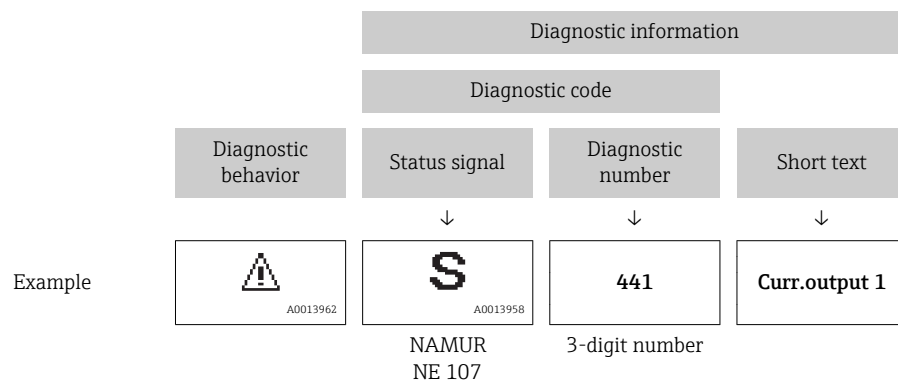 Diagnostic information
Diagnostic code
Diagnostic
behavior
Status signal
Diagnostic
number
Short text
↓ ↓ ↓
Example
⚠
A0013962
S
A0013958
441
Curr.output 1
NAMUR
NE 107
3-digit number